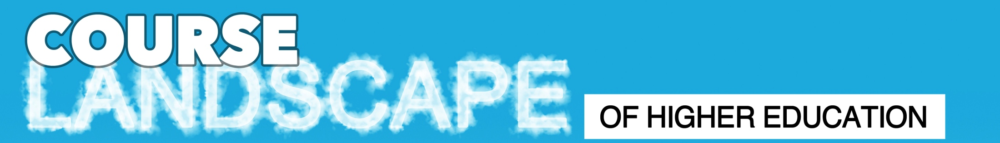 COURSE
LANDSCAPE
OF HIGHER EDUCATION